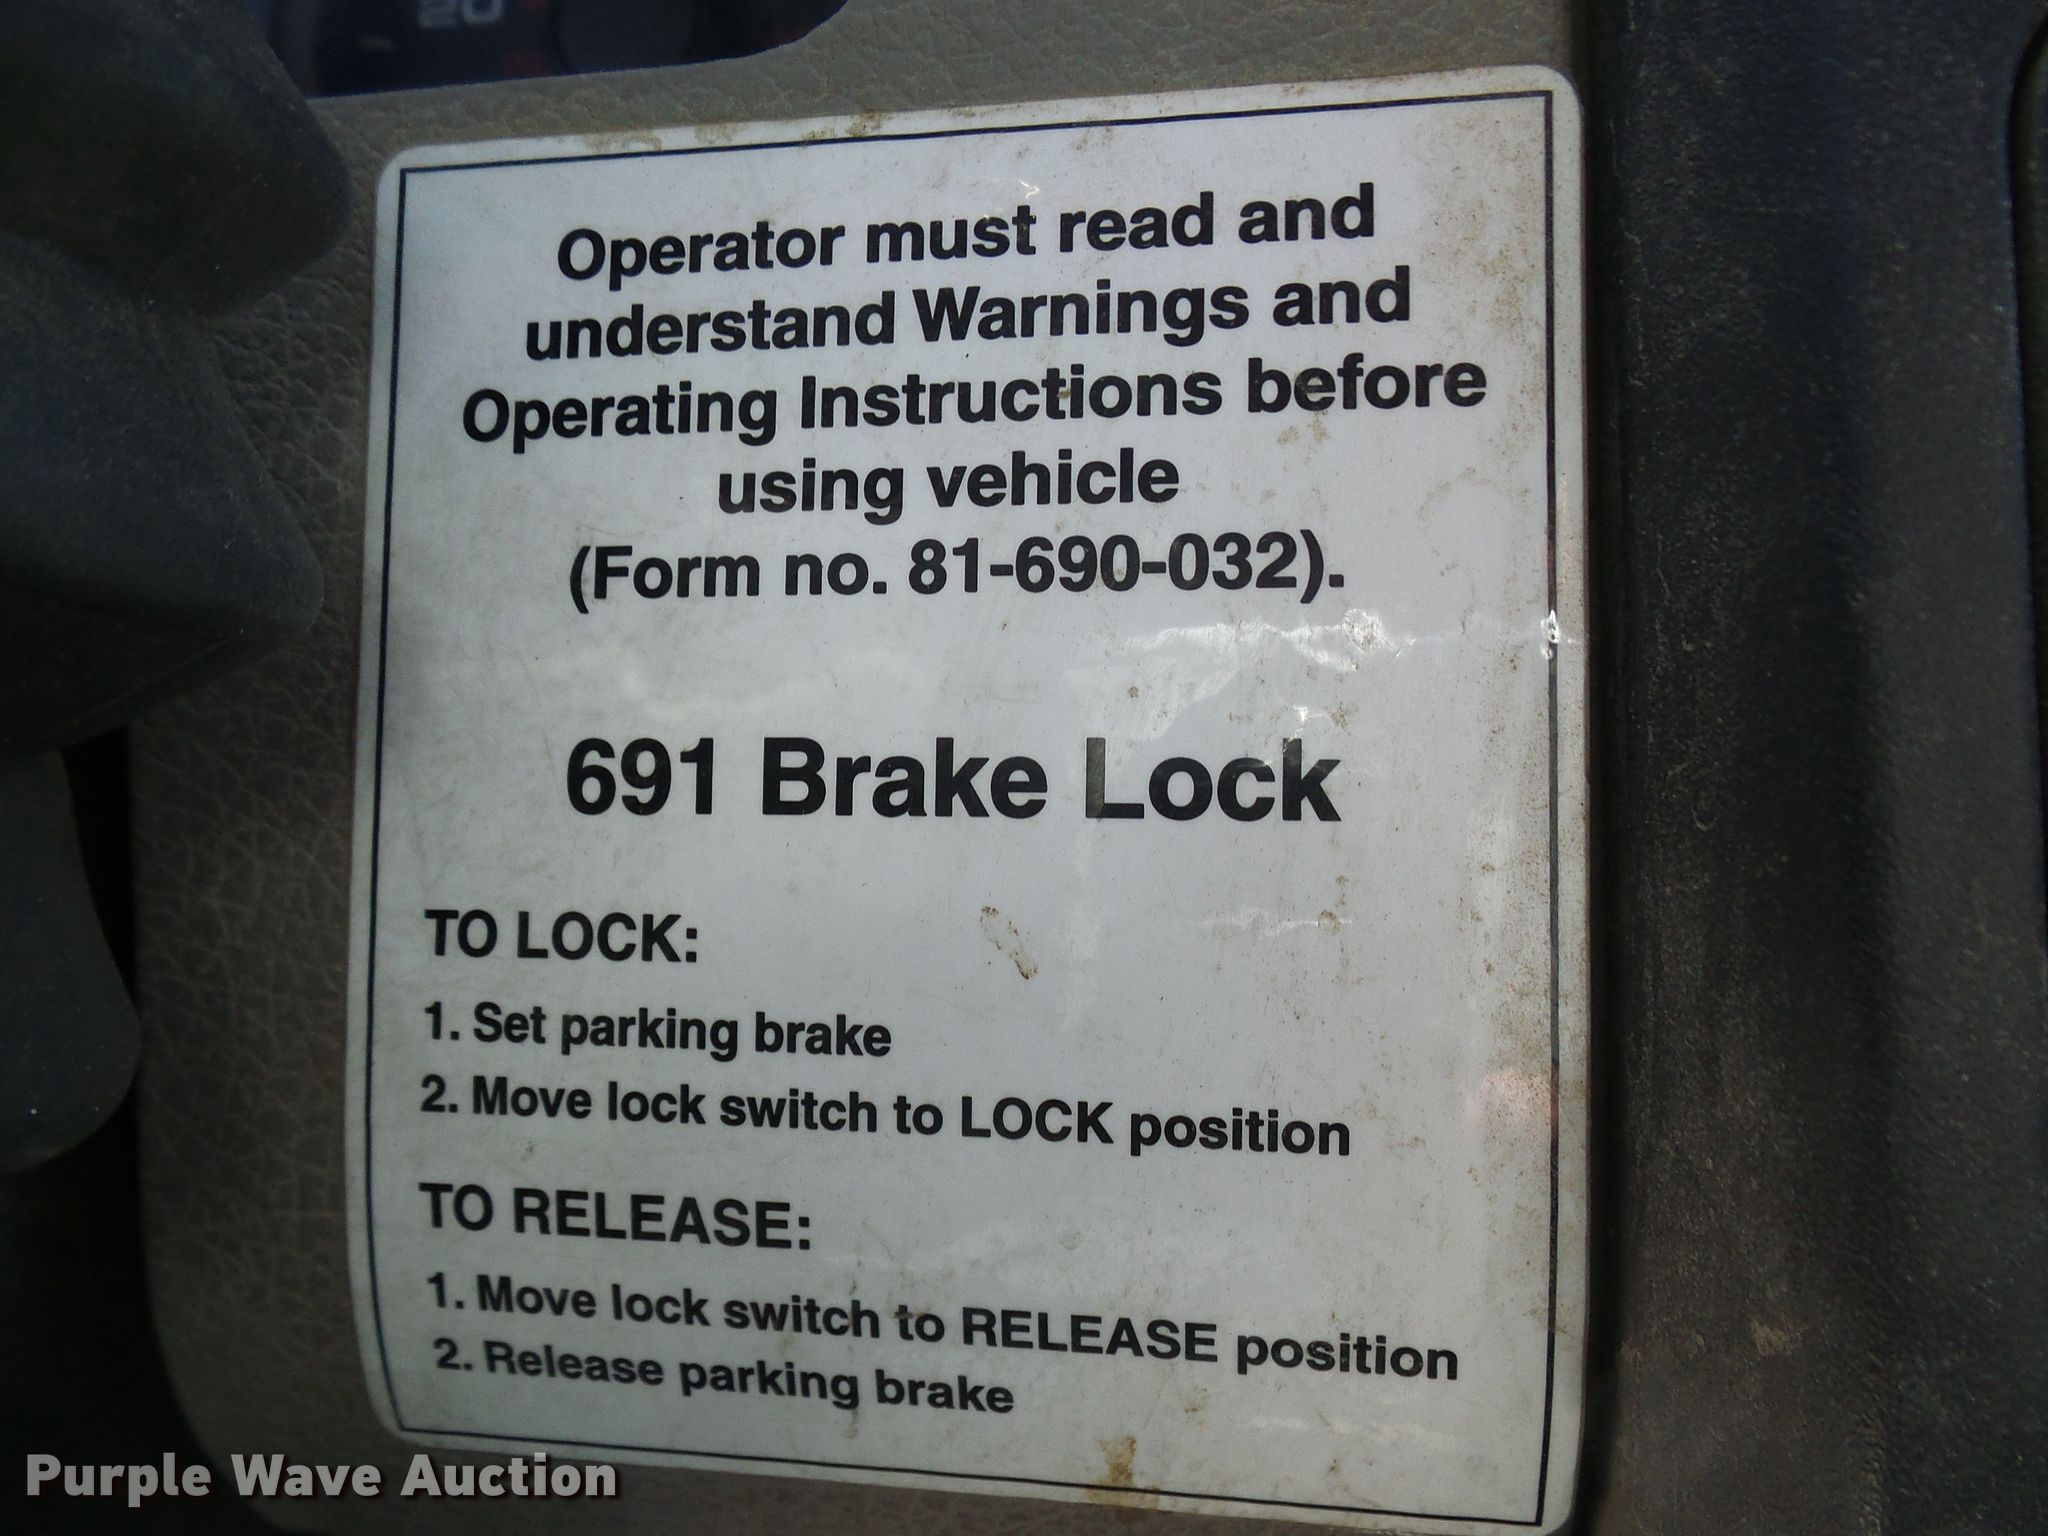 20
Operator must read and
understand Warnings and
Operating Instructions before
using vehicle
(Form no. 81-690-032).
691 Brake Lock
TO LOCK:
1. Set parking brake
2. Move lock switch to LOCK position
TO RELEASE:
1. Move lock switch to RELEASE position
2. Release parking brake
Purple Wave Auction